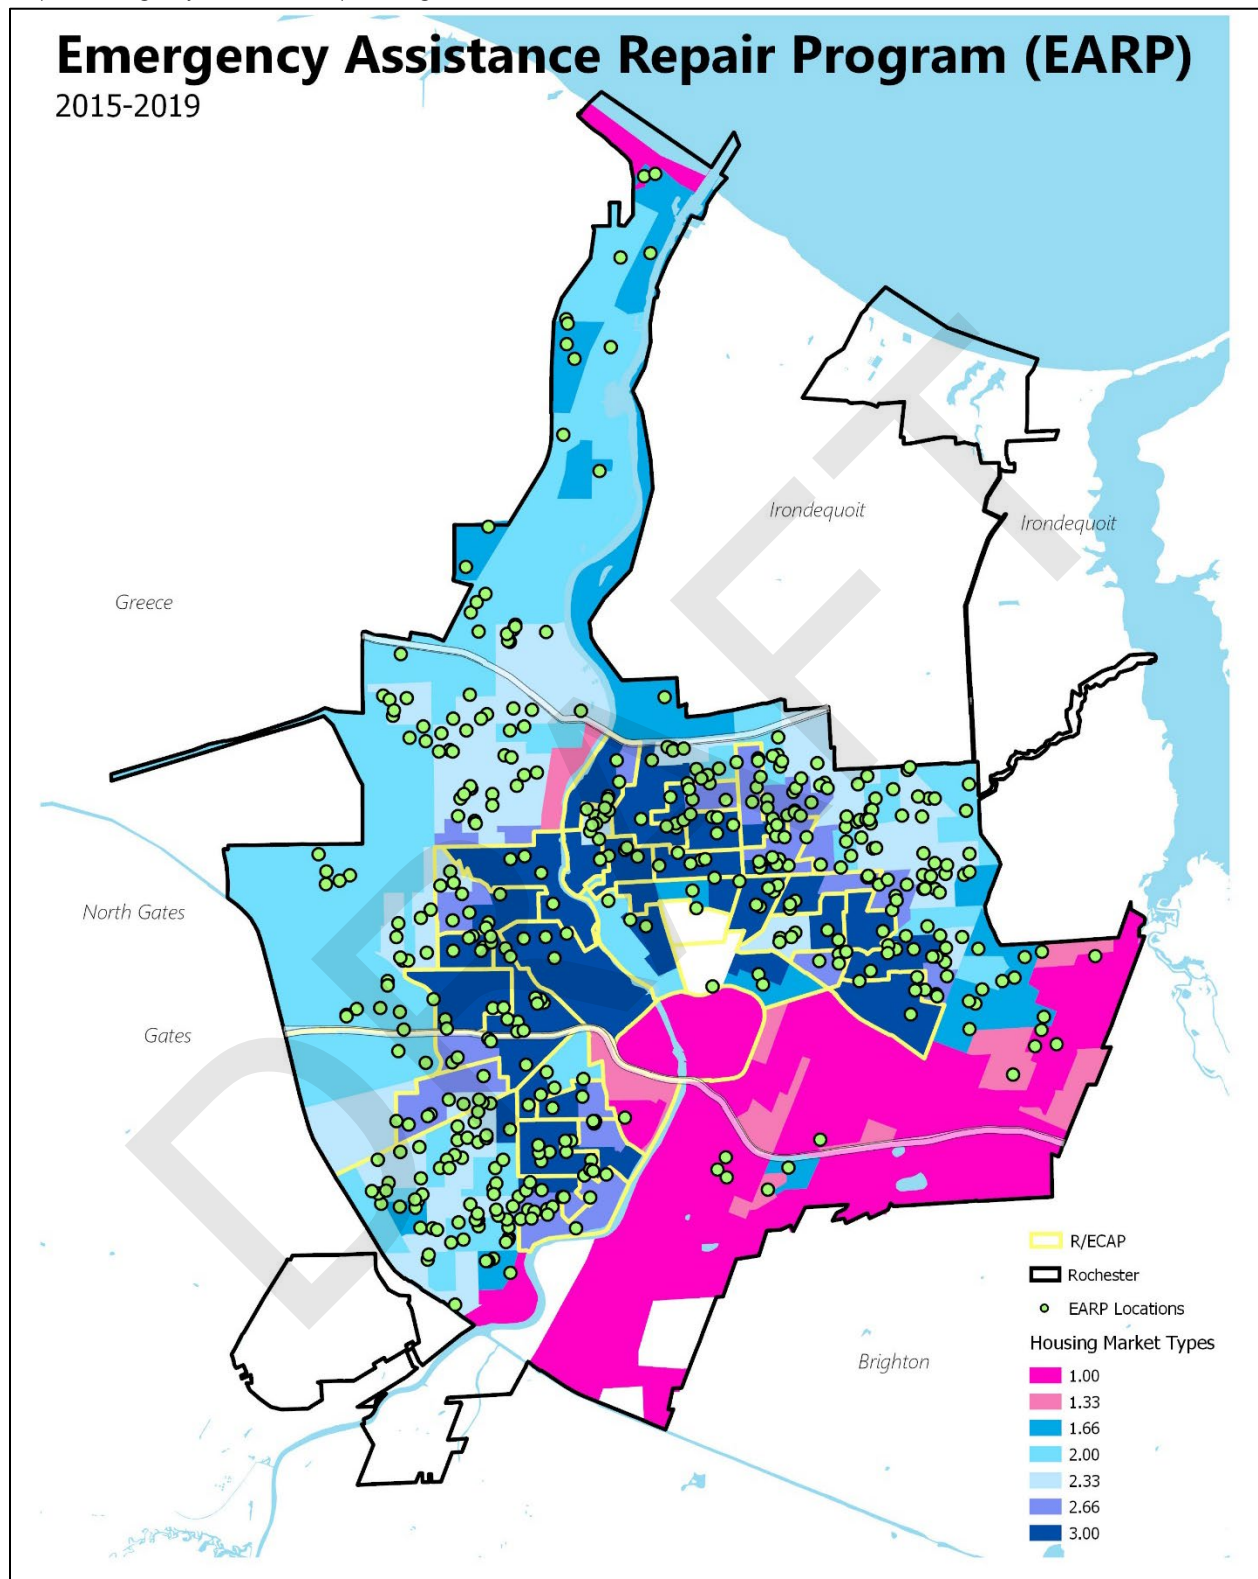 Emergency Assistance Repair Program (EARP)
2015-2019
Irondequoit
Irondequoit
Greece
North Gates
Gates
Brighton
DRAFT
R/ECAP
Rochester
EARP Locations
Housing Market Types
1.00
1.33
1.66
2.00
2.33
2.66
3.00